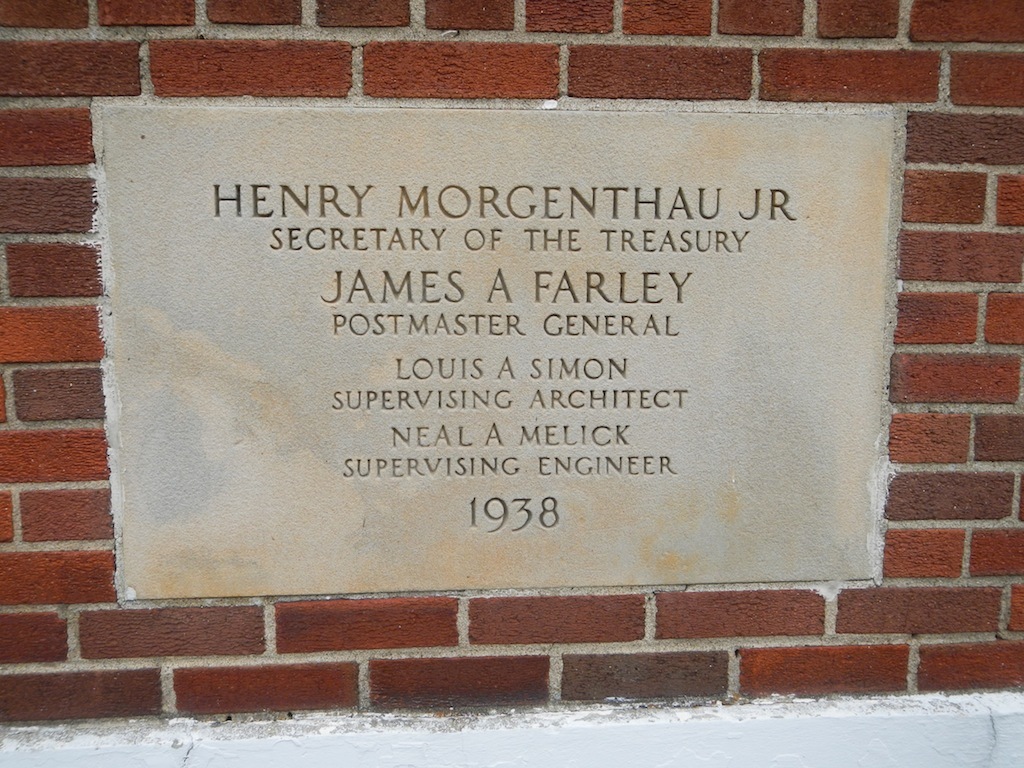 HENRY MORGENTHAU JR
SECRETARY OF THE TREASURY
JAMES A FARLEY
POSTMASTER GENERAL
LOUIS A SIMON
SUPERVISING ARCHITECT
NEAL A MELICK
SUPERVISING ENGINEER
1938